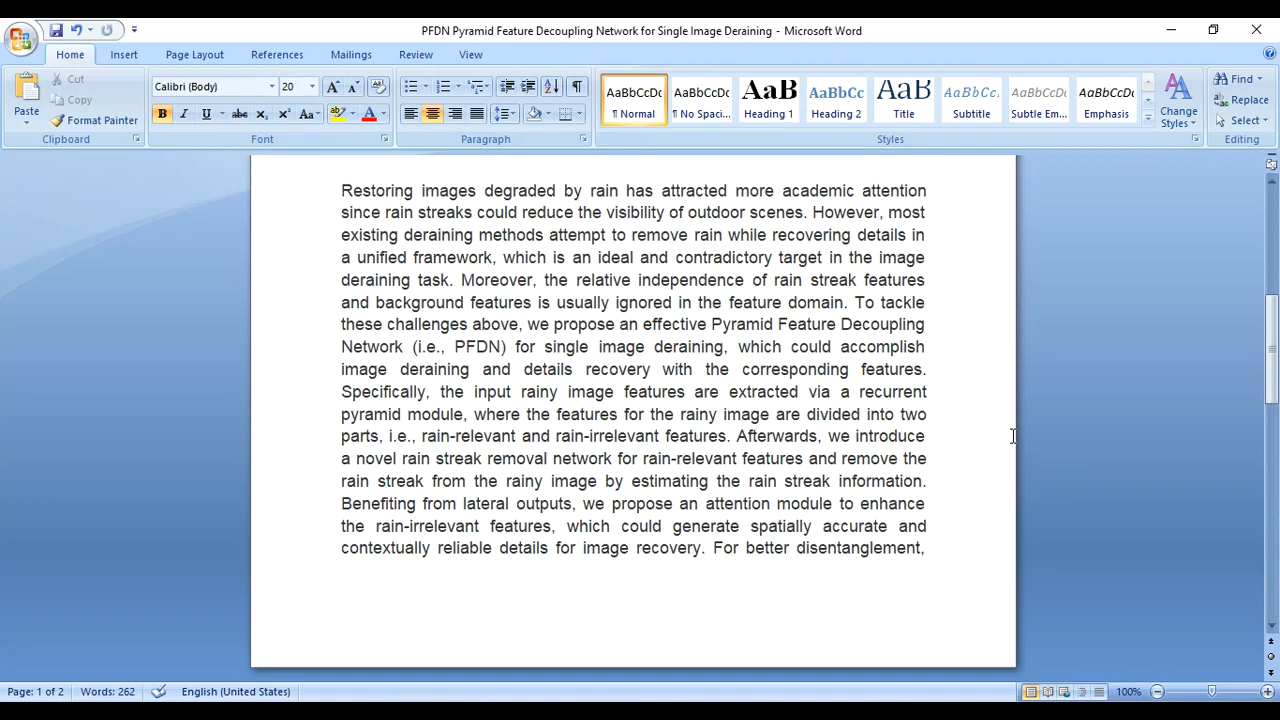 PFDN Pyramid Feature Decoupling Network for Single Image Deraining - Microsoft Word
Home Insert Page Layout References Mailings Review View
Paste
Cut
Copy
Format Painter
Clipboard
Calibri (Body) 20
Font
Paragraph
AaBbCcDc AaBbCcDc AaB AaBbCc AaB AaBbCc. AaBbCcDc AaBbCcDc
¶ Normal ¶ No Spaci... Heading 1 Heading 2 Title Subtitle Subtle Em... Emphasis
Change
Styles
Styles
Find
Replace
Select
Editing
Restoring images degraded by rain has attracted more academic attention
since rain streaks could reduce the visibility of outdoor scenes. However, most
existing deraining methods attempt to remove rain while recovering details in
a unified framework, which is an ideal and contradictory target in the image
deraining task. Moreover, the relative independence of rain streak features
and background features is usually ignored in the feature domain. To tackle
these challenges above, we propose an effective Pyramid Feature Decoupling
Network (i.e., PFDN) for single image deraining, which could accomplish
image deraining and details recovery with the corresponding features.
Specifically, the input rainy image features are extracted via a recurrent
pyramid module, where the features for the rainy image are divided into two
parts, i.e., rain-relevant and rain-irrelevant features. Afterwards, we introduce
a novel rain streak removal network for rain-relevant features and remove the
rain streak from the rainy image by estimating the rain streak information.
Benefiting from lateral outputs, we propose an attention module to enhance
the rain-irrelevant features, which could generate spatially accurate and
contextually reliable details for image recovery. For better disentanglement,
Page: 1 of 2 Words: 262 English (United States) 100%